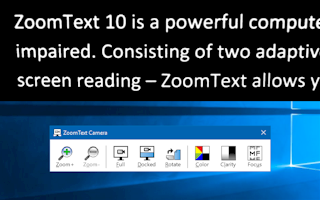 ZoomText 10 is a powerful compute
impaired. Consisting of two adaptiv
screen reading – ZoomText allows y
ZoomText Camera
Zoom+ Zoom- Full Docked Rotate Color Clarity Focus